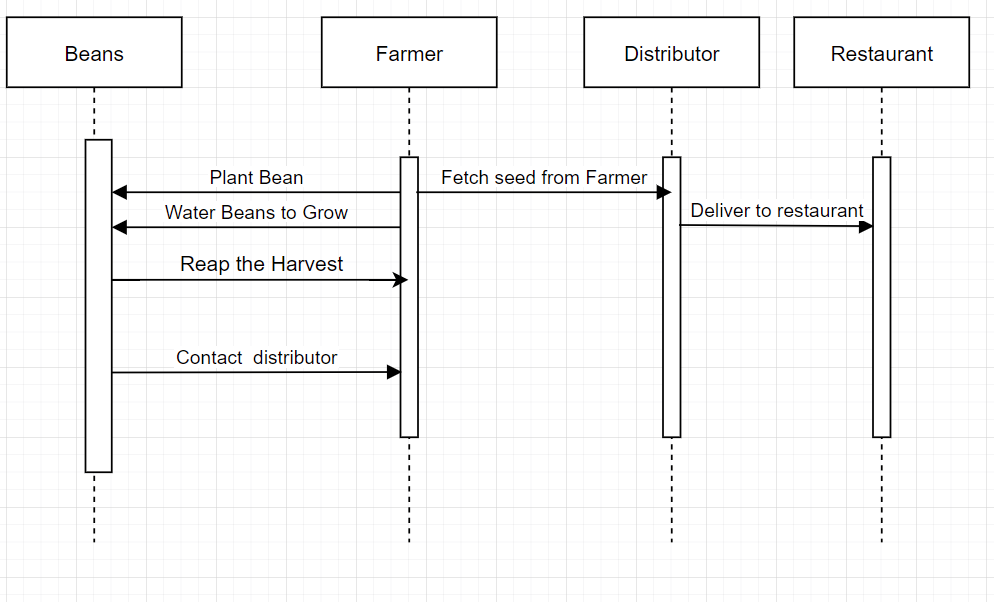 Beans
Farmer
Distributor
Restaurant
Plant Bean
Fetch seed from Farmer
Water Beans to Grow
Deliver to restaurant
Reap the Harvest
Contact  distributor